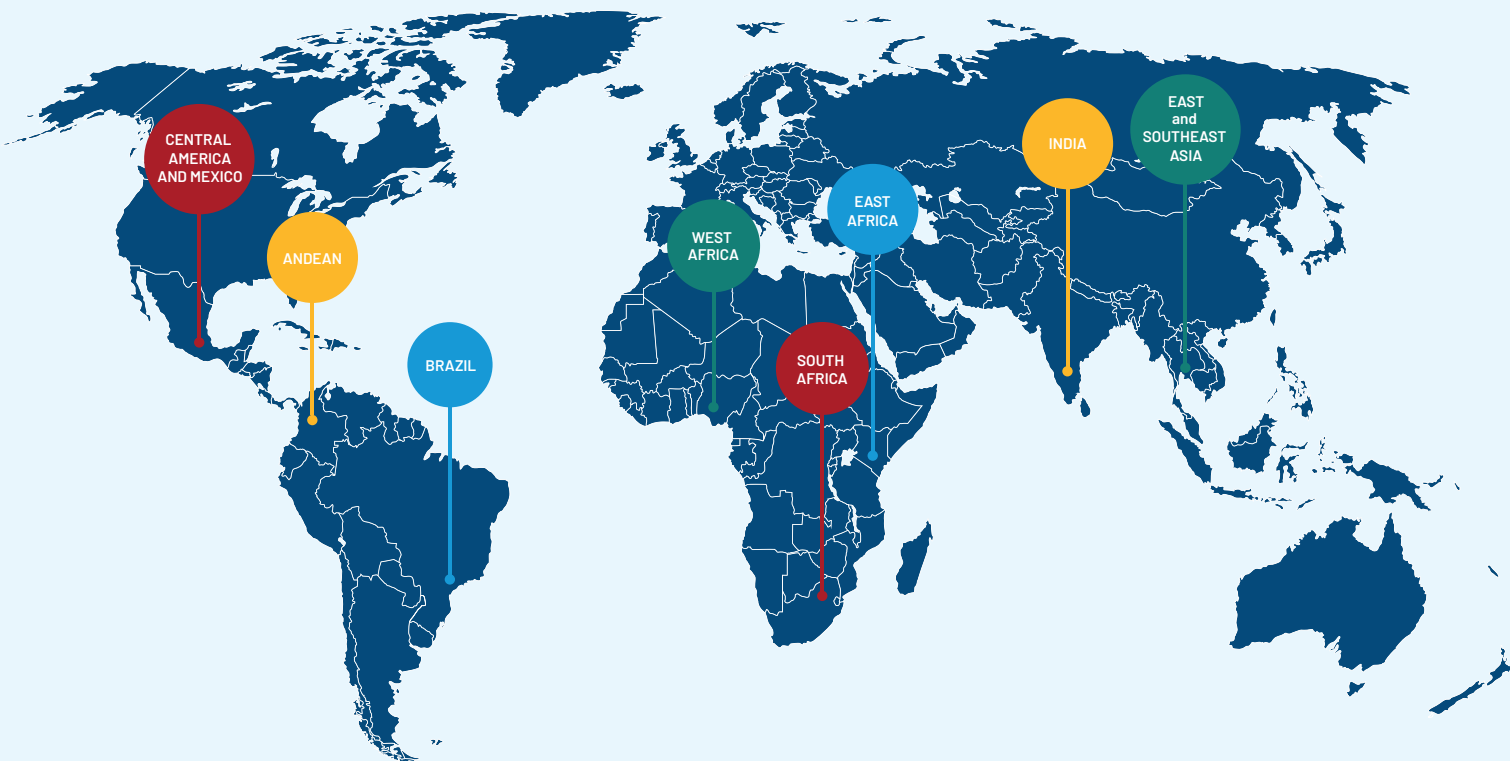 CENTRAL
AMERICA
AND MEXICO
ANDEAN
BRAZIL
WEST
AFRICA
SOUTH
AFRICA
EAST
AFRICA
INDIA
EAST
and
SOUTHEAST
ASIA